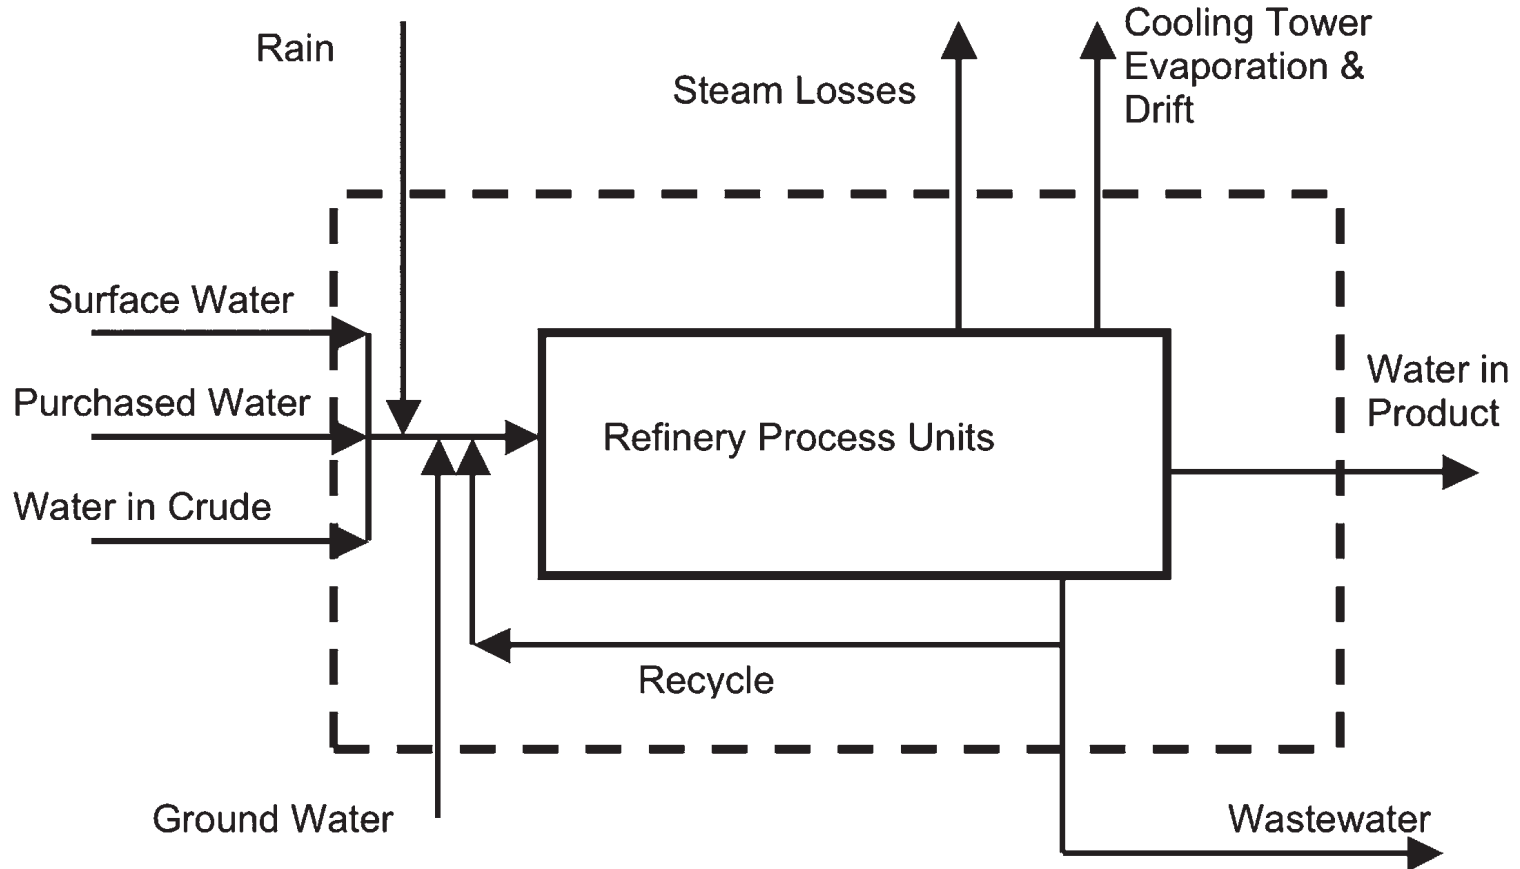 Rain
Steam Losses
Cooling Tower
Evaporation &
Drift
Surface Water
Purchased Water
Water in Crude
Refinery Process Units
Water in
Product
Recycle
Ground Water
Wastewater